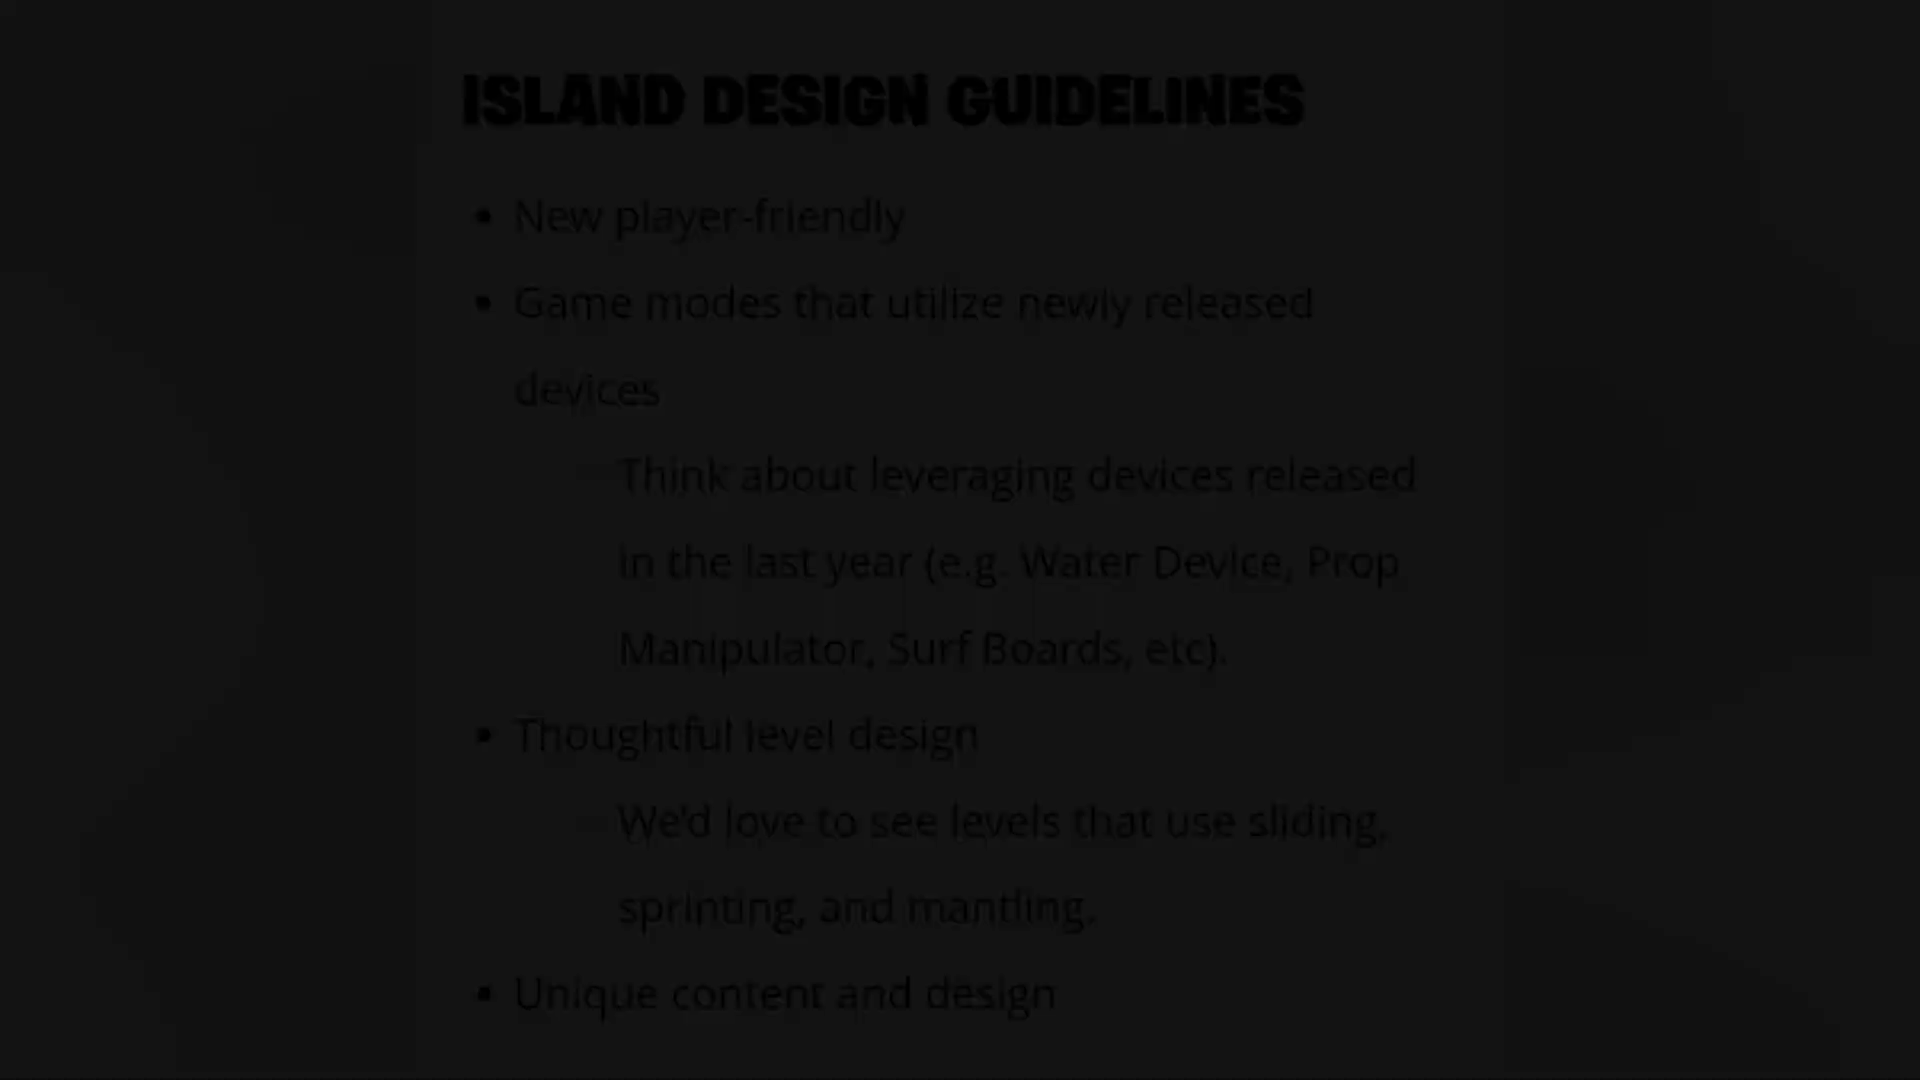 ISLAND DESIGN GUIDELINES
• New player-friendly
• Game modes that utilize newly released
devices
Think about leveraging devices released
in the last year (e.g. Water Device, Prop
Manipulator, Surf Boards, etc).
• Thoughtful level design
We'd love to see levels that use sliding,
sprinting, and mantling.
• Unique content and design